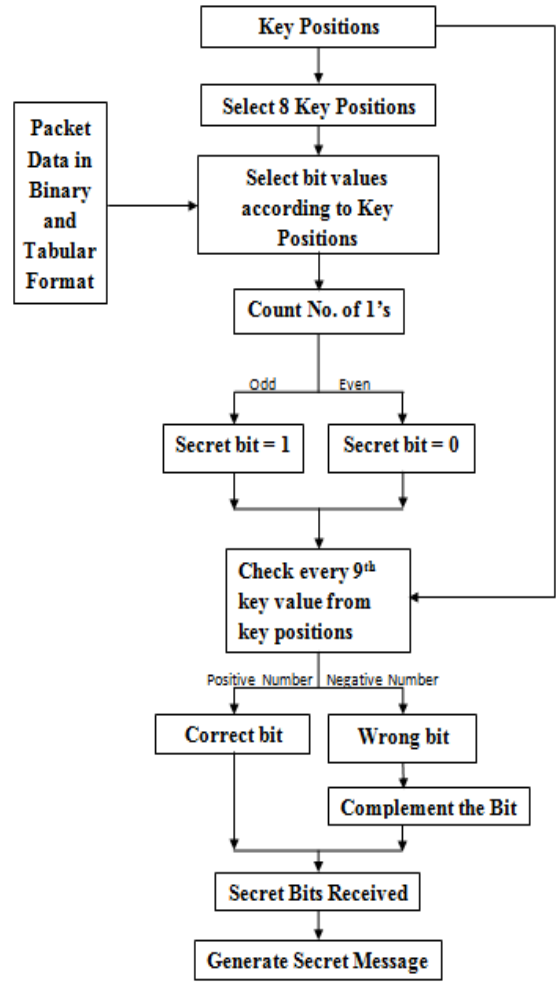 Key Positions
Select 8 Key Positions
Packet
Data in
Binary
and
Tabular
Format
Select bit values
according to Key
Positions
Count No. of 1’s
Odd
Even
Secret bit = 1
Secret bit = 0
Check every 9th
key value from
key positions
Positive Number
Negative Number
Correct bit
Wrong bit
Complement the Bit
Secret Bits Received
Generate Secret Message